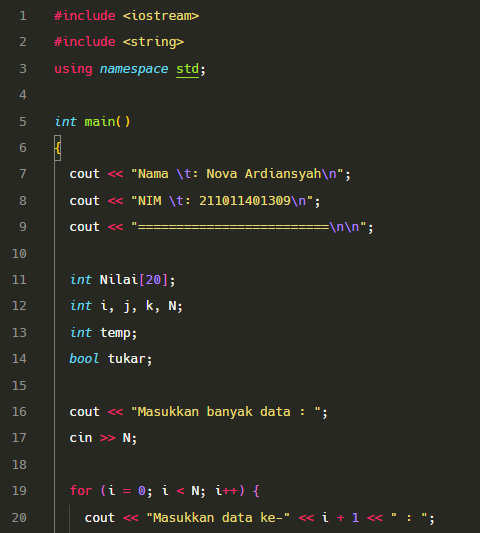 1 #include <iostream>
2 #include <string>
3 using namespace std;
4
5 int main()
6 {
7 cout << "Nama \t: Nova Ardiansyah\n";
8 cout << "NIM \t: 211011401309\n";
9 cout << "=========================\n\n";
10
11 int Nilai[20];
12 int i, j, k, N;
13 int temp;
14 bool tukar;
15
16 cout << "Masukkan banyak data : ";
17 cin >> N;
18
19 for (i = 0; i < N; i++) {
20 cout << "Masukkan data ke-" << i + 1 << " : ";